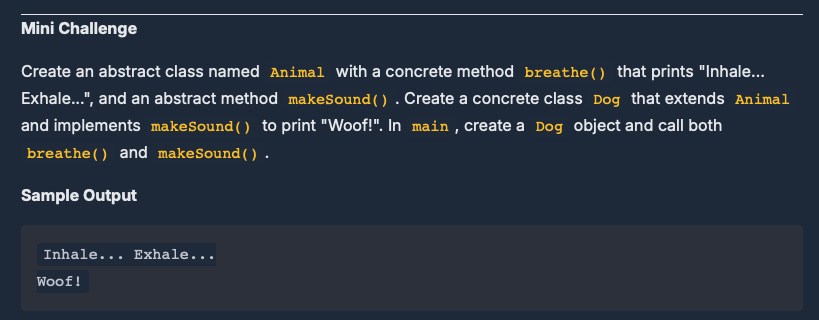 Mini Challenge
Create an abstract class named Animal with a concrete method breathe() that prints "Inhale...
Exhale...", and an abstract method makeSound() . Create a concrete class Dog that extends Animal
and implements makeSound() to print "Woof!". In main , create a Dog object and call both
breathe() and makeSound() .
Sample Output
Inhale... Exhale...
Woof!